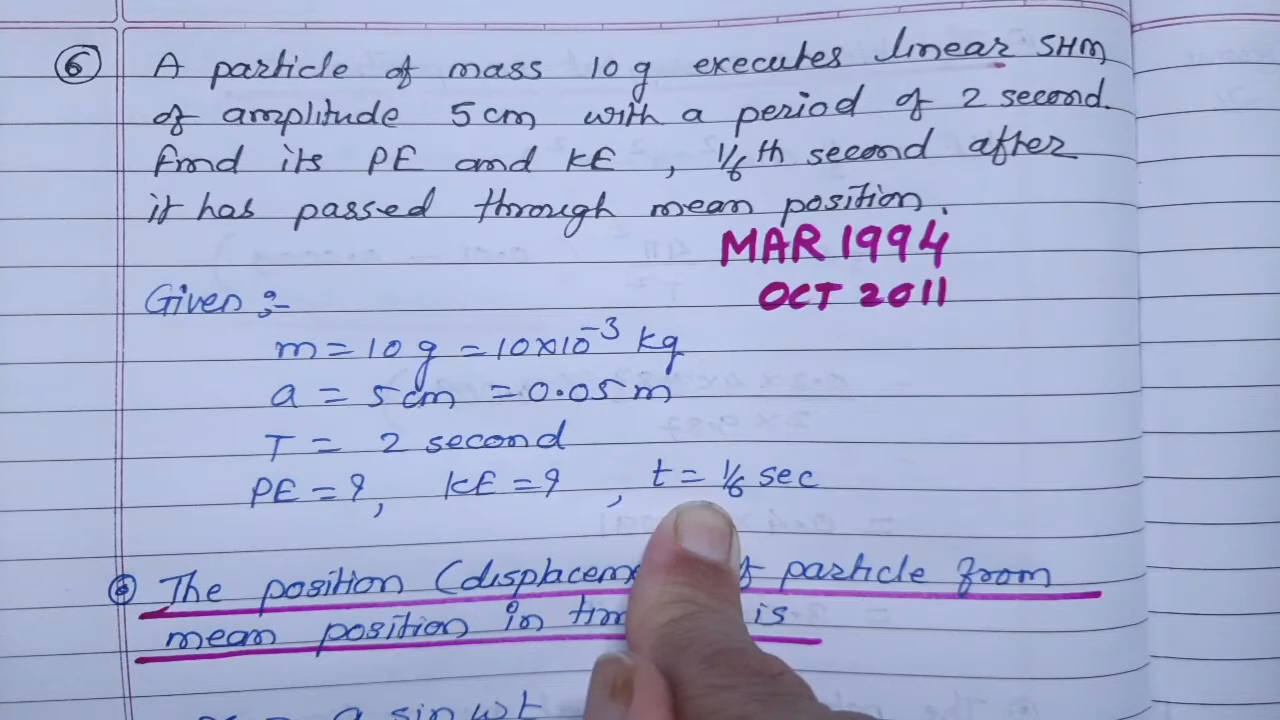 6 A particle of mass 10 g executes linear SHM
of amplitude 5cm with a period of 2 second.
Find its PE and KE , 1/6 th second after
it has passed through mean position.
MAR 1994
OCT 2011
Given :-
m = 10 g = 10×10⁻³ kg
a = 5 cm = 0.05 m
T = 2 second
PE = ?, KE = ? , t = 1/6 sec
The position (displacem particle from
mean position in is
a sin wt